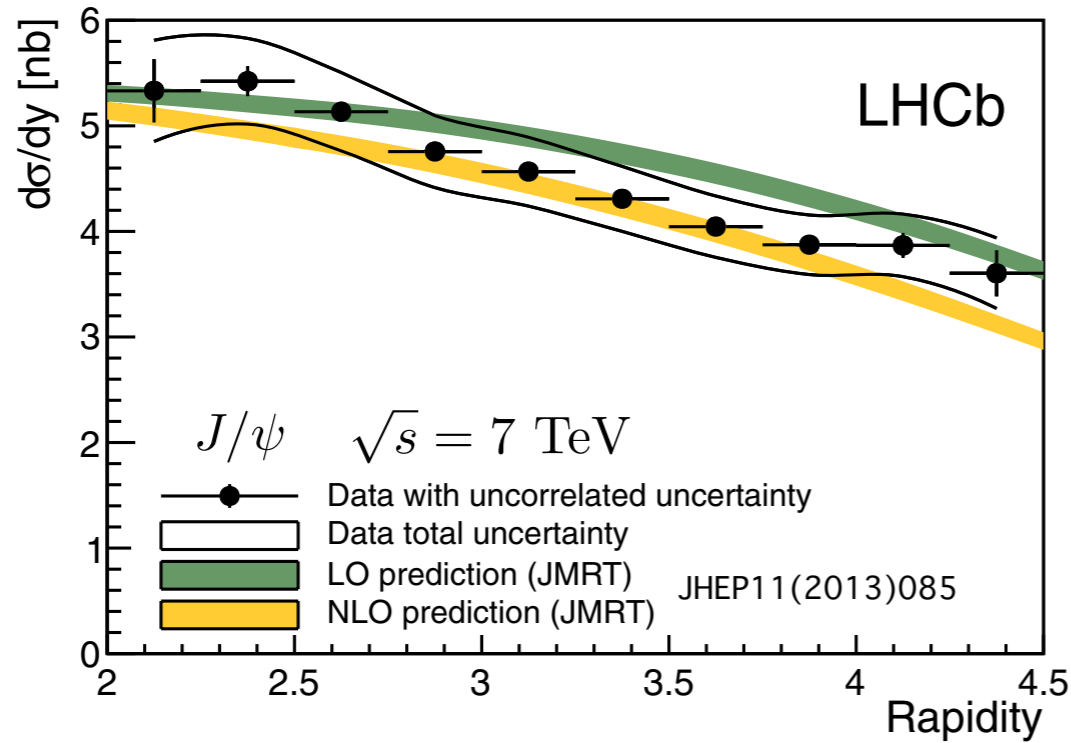 dσ/dy [nb]
6
5
4
3
2
1
0
LHCb
J/ψ √s = 7 TeV
Data with uncorrelated uncertainty
Data total uncertainty
LO prediction (JMRT)
NLO prediction (JMRT)
JHEP11(2013)085
2 2.5 3 3.5 4 4.5
Rapidity